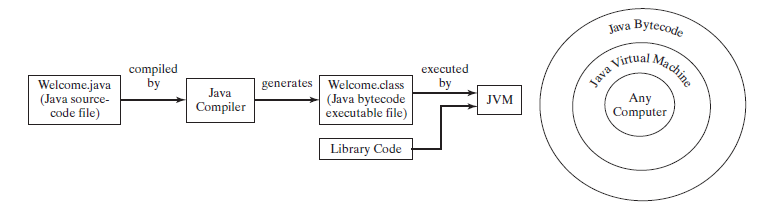 Welcome.java
(Java source-
code file)
compiled
by
Java
Compiler
generates
Welcome.class
(Java bytecode
executable file)
Library Code
executed
by
JVM
Java Bytecode
Java Virtual Machine
Any
Computer